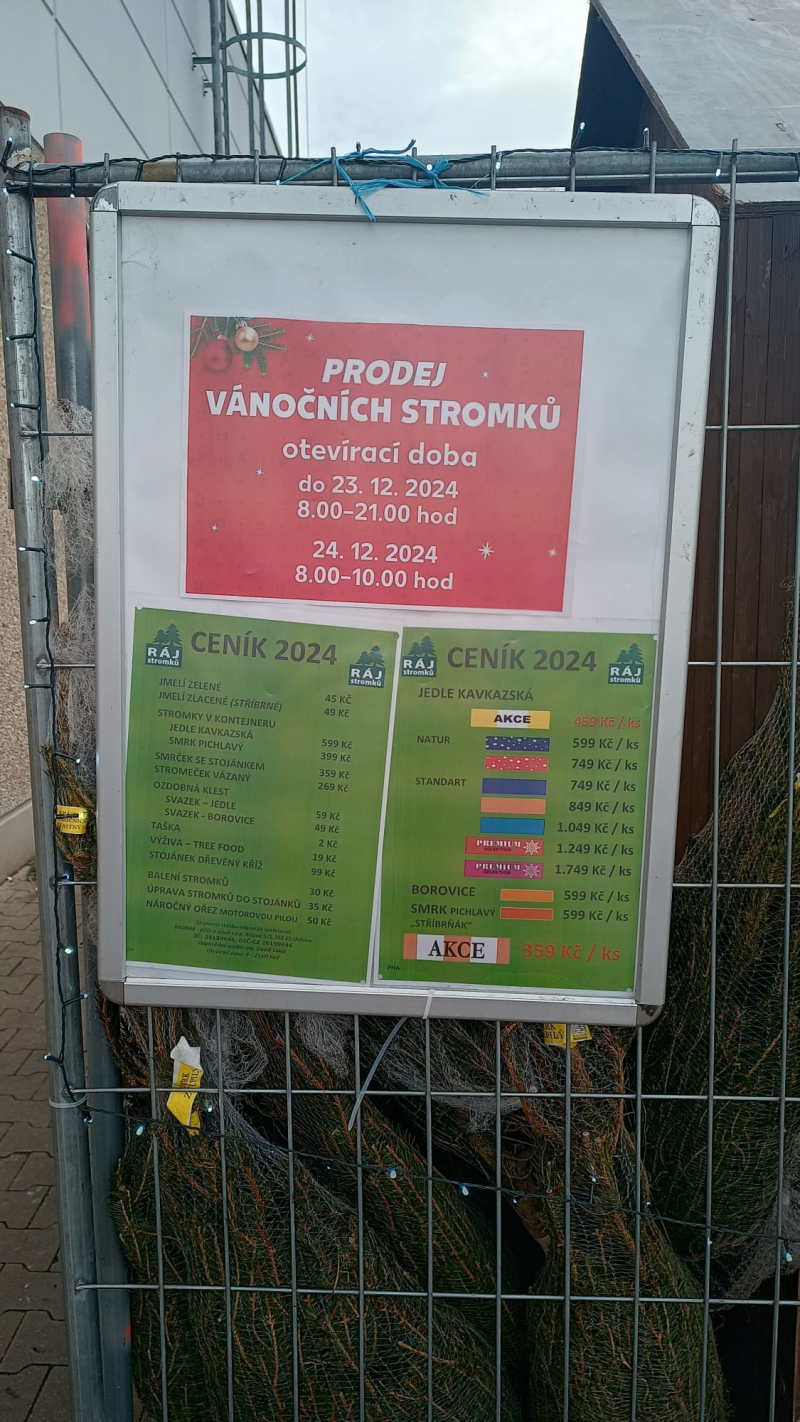 PRODEJ
VÁNOČNÍCH STROMKŮ
otevírací doba
do 23. 12. 2024
8.00–21.00 hod
24. 12. 2024
8.00–10.00 hod
RÁJ
stromků
CENÍK 2024
RÁJ
stromků
JMELÍ ZELENÉ 45 KČ
JMELÍ ZLACENÉ (STŘÍBRNÉ) 49 Kč
STROMKY V KONTEJNERU
JEDLE KAVKAZSKÁ 599 Kč
SMRK PICHLAVÝ 399 Kč
SMRČEK SE STOJÁNKEM 359 Kč
STROMEČEK VÁZANÝ 269 Kč
OZDOBNÁ KLEST
SVAZEK – JEDLE 59 Kč
SVAZEK - BOROVICE 49 Kč
TAŠKA 2 Kč
VÝŽIVA – TREE FOOD 19 Kč
STOJÁNEK DŘEVĚNÝ KŘÍŽ 99 Kč
BALENÍ STROMKŮ 30 Kč
ÚPRAVA STROMKŮ DO STOJÁNKŮ 35 Kč
NÁROČNÝ OŘEZ MOTOROVOU PILOU 50 Kč
RÁJ
stromků
CENÍK 2024
RÁJ
stromků
JEDLE KAVKAZSKÁ
AKCE 459 Kč / ks
NATUR 599 Kč / ks
749 Kč / ks
STANDART 749 Kč / ks
849 Kč / ks
1.049 Kč / ks
PREMIUM SELEKTION 1.249 Kč / ks
PREMIUM SELEKTION 1.749 Kč / ks
BOROVICE 599 Kč / ks
SMRK PICHLAVÝ 599 Kč / ks
„STŘIBRŇÁK"
AKCE 359 Kč / ks
PHA